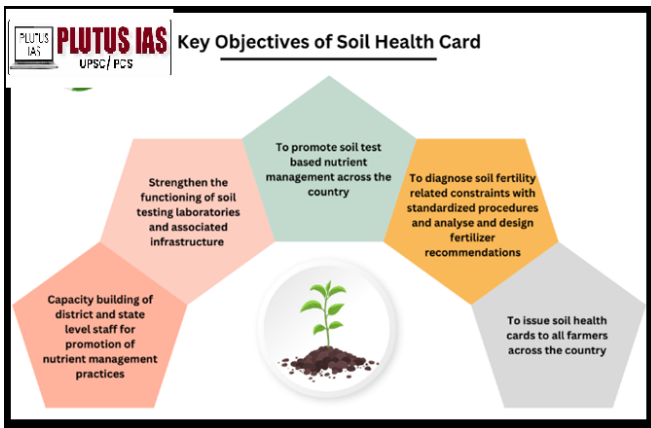 PLUTUS
IAS
PLUTUS IAS
UPSC/ PCS
Key Objectives of Soil Health Card
Capacity building of
district and state
level staff for
promotion of
nutrient management
practices
Strengthen the
functioning of soil
testing laboratories
and associated
infrastructure
To promote soil test
based nutrient
management across the
country
To diagnose soil fertility
related constraints with
standardized procedures
and analyse and design
fertilizer
recommendations
To issue soil health
cards to all farmers
across the country